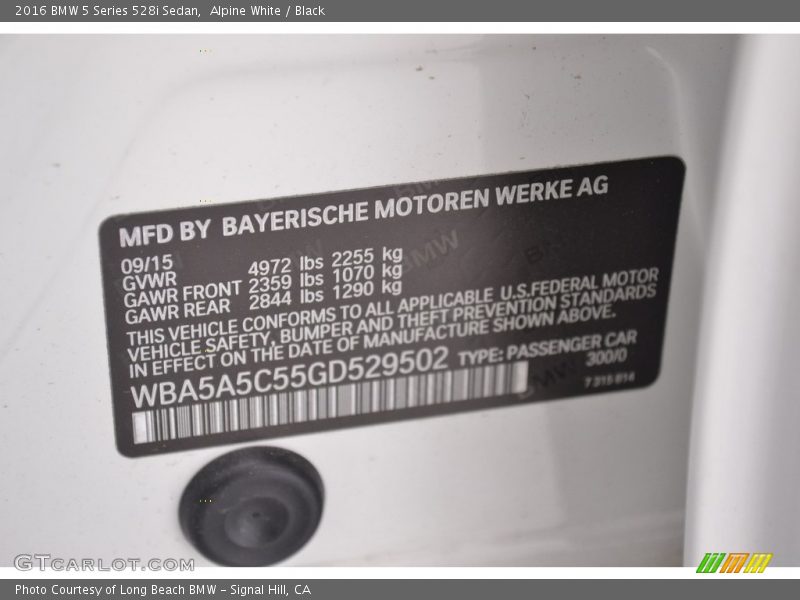 2016 BMW 5 Series 528i Sedan,  Alpine White / Black
MFD BY BAYERISCHE MOTOREN WERKE AG
09/15
GVWR 4972 lbs 2255 kg
GAWR FRONT 2359 lbs 1070 kg
GAWR REAR 2844 lbs 1290 kg
THIS VEHICLE CONFORMS TO ALL APPLICABLE U.S.FEDERAL MOTOR
VEHICLE SAFETY, BUMPER AND THEFT PREVENTION STANDARDS
IN EFFECT ON THE DATE OF MANUFACTURE SHOWN ABOVE.
WBA5A5C55GD529502 TYPE: PASSENGER CAR
300/0
7 315 614
GTCARLOT.COM
Photo Courtesy of Long Beach BMW - Signal Hill, CA